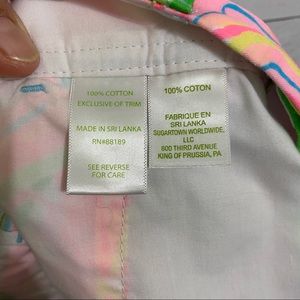 100% COTTON
EXCLUSIVE OF TRIM
MADE IN SRI LANKA
RN#88189
SEE REVERSE
FOR CARE
100% COTON
FABRIQUE EN
SRI LANKA
SUGARTOWN WORLDWIDE,
LLC
800 THIRD AVENUE
KING OF PRUSSIA, PA